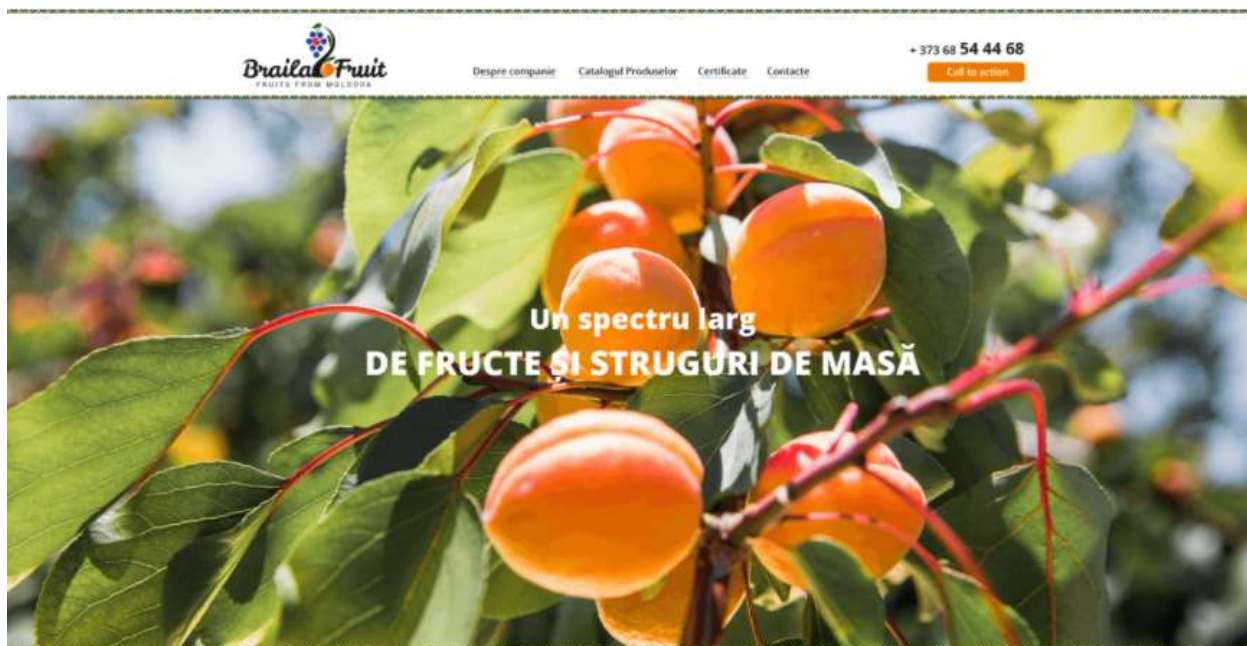 Braila Fruit
FRUITS FROM MOLDOVA
Despre companie
Catalogul Produselor
Certificate
Contacte
+ 373 68 54 44 68
Call to action
Un spectru larg
DE FRUCTE ȘI STRUGURI DE MASĂ